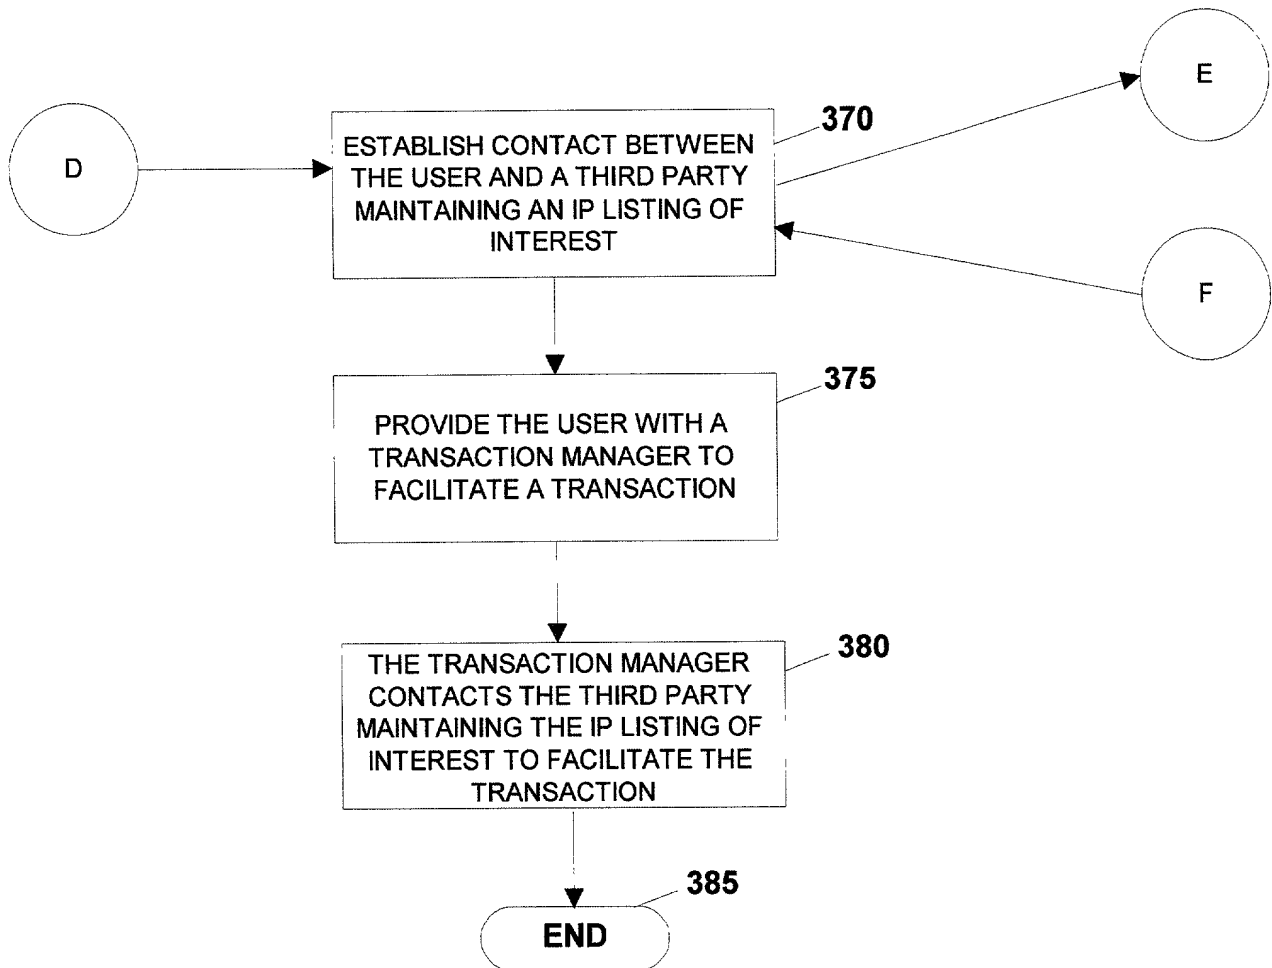 E
370
D
ESTABLISH CONTACT BETWEEN
THE USER AND A THIRD PARTY
MAINTAINING AN IP LISTING OF
INTEREST
F
375
PROVIDE THE USER WITH A
TRANSACTION MANAGER TO
FACILITATE A TRANSACTION
380
THE TRANSACTION MANAGER
CONTACTS THE THIRD PARTY
MAINTAINING THE IP LISTING OF
INTEREST TO FACILITATE THE
TRANSACTION
385
END